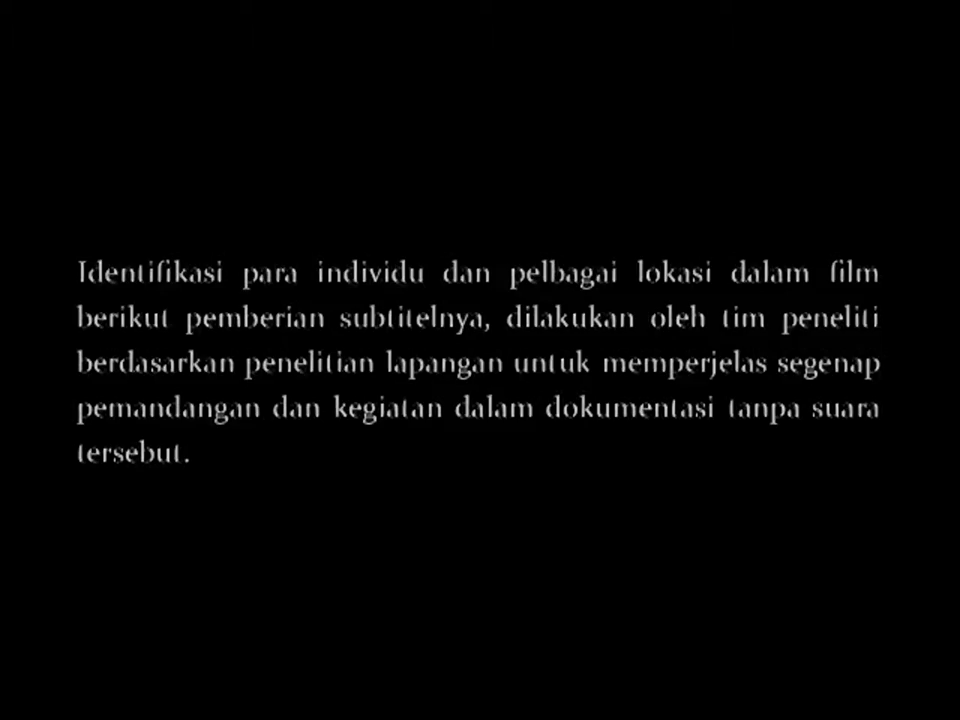 Identifikasi para individu dan pelbagai lokasi dalam film
berikut pemberian subtitelnya, dilakukan oleh tim peneliti
berdasarkan penelitian lapangan untuk memperjelas segenap
pemandangan dan kegiatan dalam dokumentasi tanpa suara
tersebut.